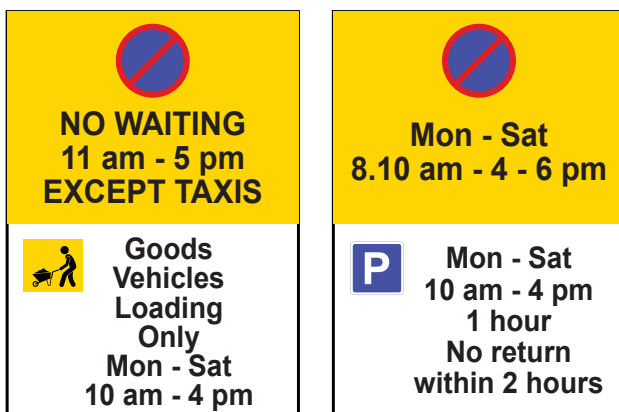 NO WAITING
11 am - 5 pm
EXCEPT TAXIS
Goods
Vehicles
Loading
Only
Mon - Sat
10 am - 4 pm
Mon - Sat
8.10 am - 4 - 6 pm
P
Mon - Sat
10 am - 4 pm
1 hour
No return
within 2 hours